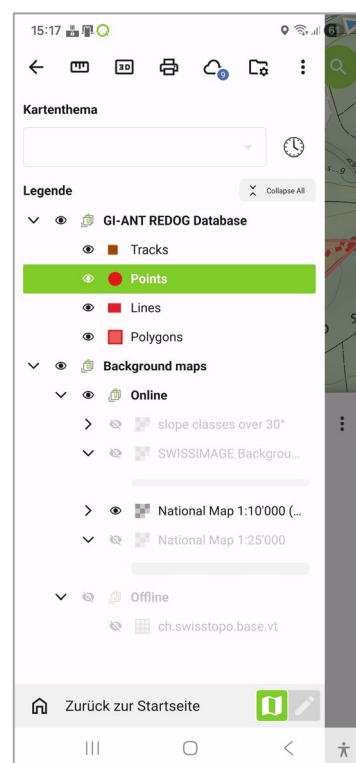 15:17
3D
9
Kartenthema
Legende
Collapse All
GI-ANT REDOG Database
Tracks
Points
Lines
Polygons
Background maps
Online
slope classes over 30°
SWISSIMAGE Backgrou...
National Map 1:10'000 (...
National Map 1:25'000
Offline
ch.swisstopo.base.vt
Zurück zur Startseite